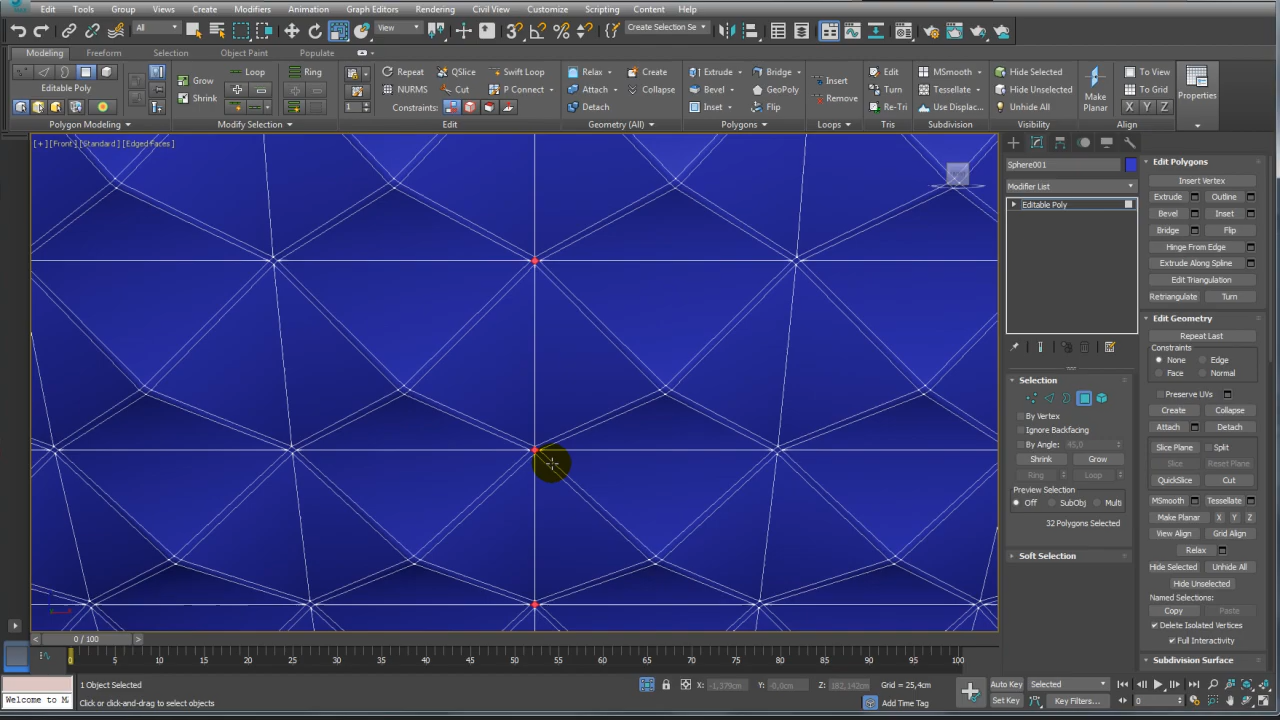 Edit Tools Group Views Create Modifiers Animation Graph Editors Rendering Civil View Customize Scripting Content Help
All View Create Selection Se
Modeling Freeform Selection Object Paint Populate
Editable Poly
Grow Loop Ring
Shrink
Repeat QSlice Swift Loop
NURMS Cut P Connect
1 Constraints:
Relax Create
Attach Collapse
Detach
Extrude Bridge
Bevel GeoPoly
Inset Flip
Insert
Remove
Edit
Turn
Re-Tri
MSmooth
Tessellate
Use Displac...
Hide Selected
Hide Unselected
Unhide All
Make
Planar
To View
To Grid
X Y Z
Properties
Polygon Modeling Modify Selection Edit Geometry (All) Polygons Loops Tris Subdivision Visibility Align
[+] [Front] [Standard] [Edged Faces]
Sphere001
Modifier List
Editable Poly
Selection
By Vertex
Ignore Backfacing
By Angle: 45,0
Shrink Grow
Ring Loop
Preview Selection
Off SubObj Multi
32 Polygons Selected
Soft Selection
Edit Polygons
Insert Vertex
Extrude Outline
Bevel Inset
Bridge Flip
Hinge From Edge
Extrude Along Spline
Edit Triangulation
Retriangulate Turn
Edit Geometry
Repeat Last
Constraints
None Edge
Face Normal
Preserve UVs
Create Collapse
Attach Detach
Slice Plane Split
Slice Reset Plane
QuickSlice Cut
MSmooth Tessellate
Make Planar X Y Z
View Align Grid Align
Relax
Hide Selected Unhide All
Hide Unselected
Named Selections:
Copy Paste
Delete Isolated Vertices
Full Interactivity
Subdivision Surface
< 0 / 100 >
0 5 10 15 20 25 30 35 40 45 50 55 60 65 70 75 80 85 90 95 100
1 Object Selected X: -1,379cm Y: -0,0cm Z: 182,142cm Grid = 25,4cm Auto Key Selected
Welcome to M Click or click-and-drag to select objects Add Time Tag Set Key Key Filters... 0